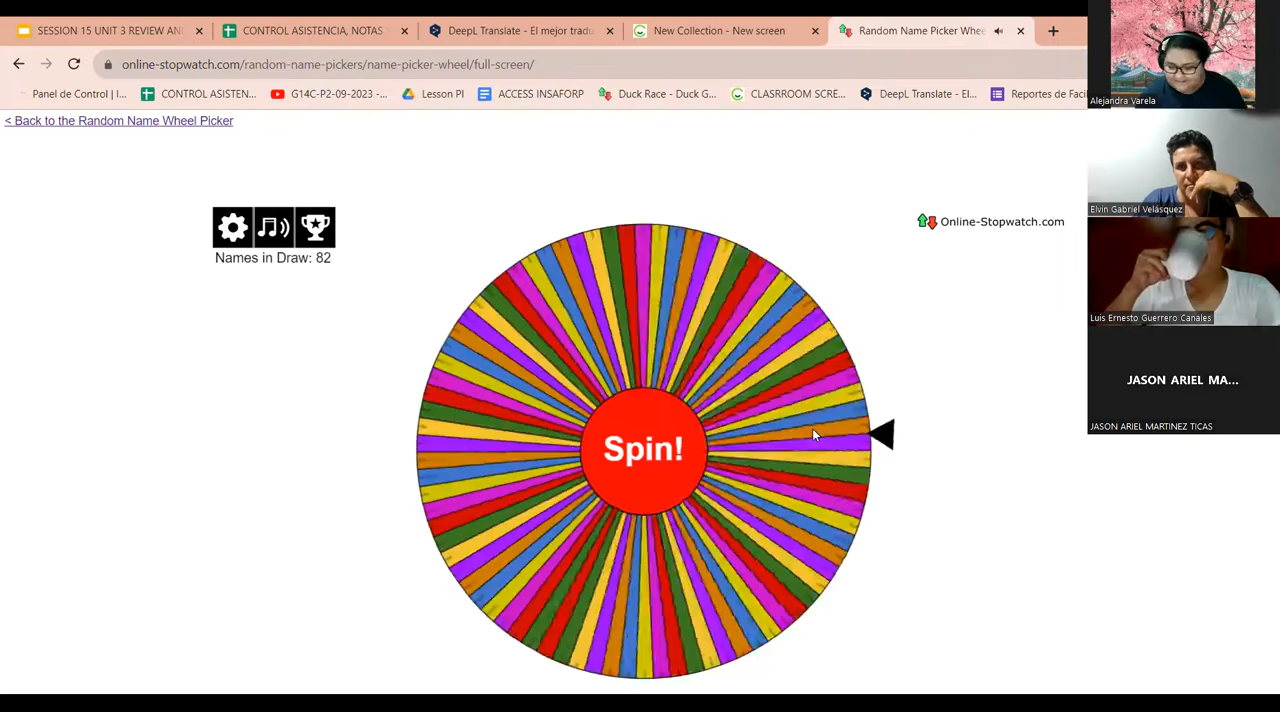 SESSION 15 UNIT 3 REVIEW AN
CONTROL ASISTENCIA, NOTAS
DeepL Translate - El mejor tradu
New Collection - New screen
Random Name Picker Whe
online-stopwatch.com/random-name-pickers/name-picker-wheel/full-screen/
Panel de Control | I...
CONTROL ASISTEN...
G14C-P2-09-2023 -...
Lesson PI
ACCESS INSAFORP
Duck Race - Duck G...
CLASRROOM SCRE...
DeepL Translate - El...
Reportes de Facil
< Back to the Random Name Wheel Picker
Names in Draw: 82
Online-Stopwatch.com
Spin!
Alejandra Varela
Elvin Gabriel Velásquez
Luis Ernesto Guerrero Canales
JASON ARIEL MA...
JASON ARIEL MARTINEZ TICAS